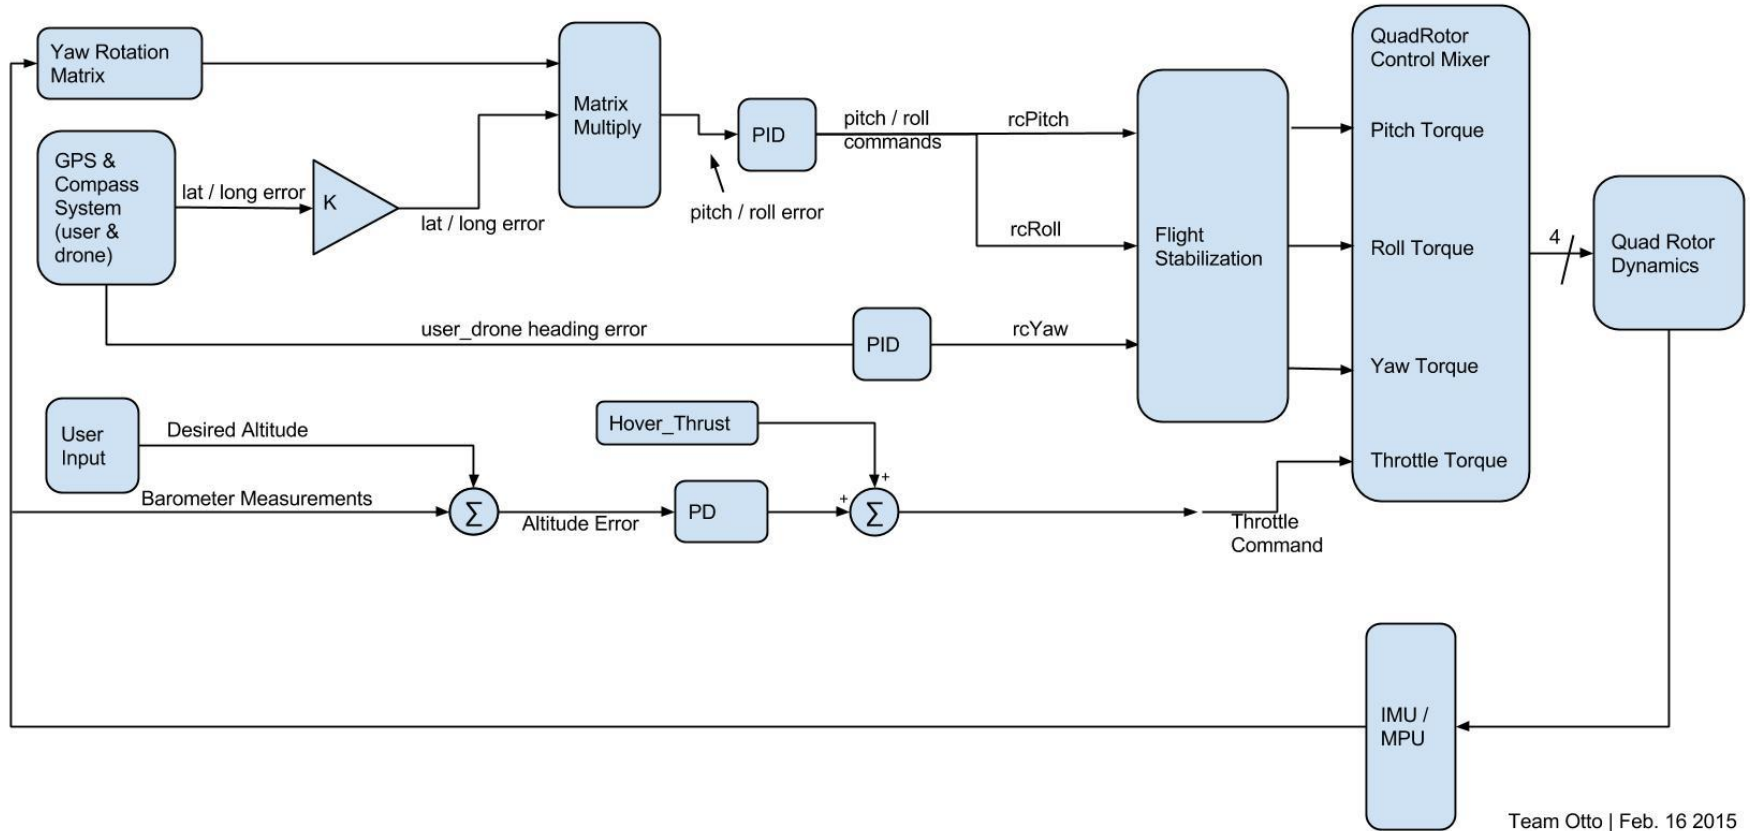 Yaw Rotation
Matrix
GPS &
Compass
System
(user &
drone)
lat / long error
K
lat / long error
Matrix
Multiply
PID
pitch / roll error
pitch / roll
commands
rcPitch
rcRoll
user_drone heading error
PID
rcYaw
Flight
Stabilization
QuadRotor
Control Mixer
Pitch Torque
Roll Torque
Yaw Torque
Throttle Torque
4
Quad Rotor
Dynamics
User
Input
Desired Altitude
Barometer Measurements
Σ
Altitude Error
PD
Hover_Thrust
+
+
Σ
Throttle
Command
IMU /
MPU
Team Otto | Feb. 16 2015